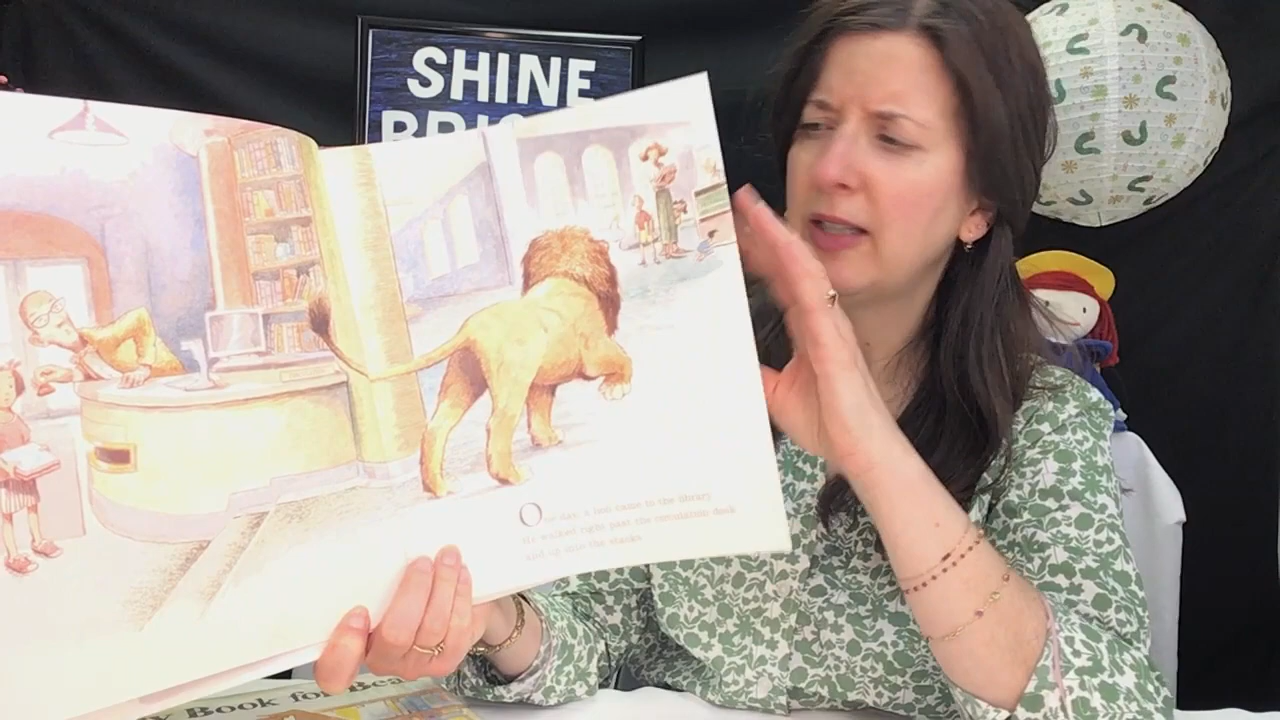 SHINE
BRIG
One day, a lion came to the library.
He walked right past the circulation desk
and up into the stacks.
y Book for Bea